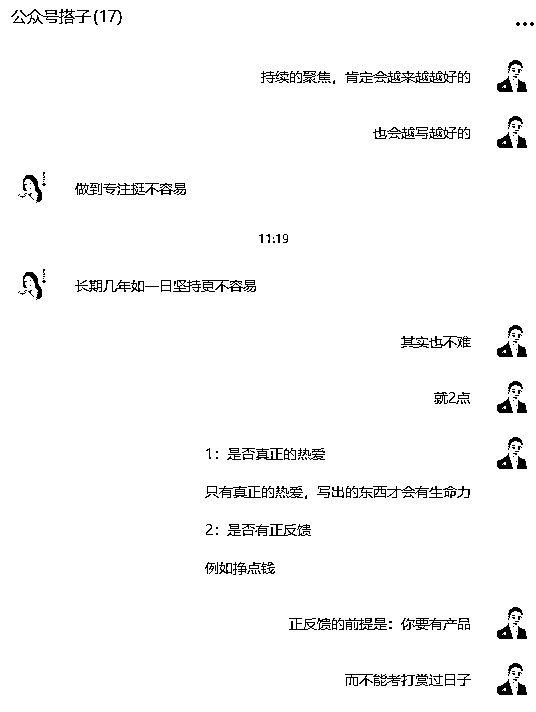 公众号搭子(17)
持续的聚焦，肯定会越来越越好的
也会越写越好的
做到专注挺不容易
11:19
长期几年如一日坚持更不容易
其实也不难
就2点
1：是否真正的热爱
只有真正的热爱，写出的东西才会有生命力
2：是否有正反馈
例如挣点钱
正反馈的前提是：你要有产品
而不能考打赏过日子